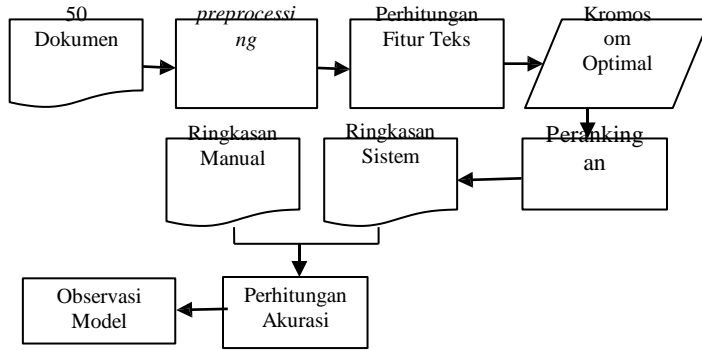 50
Dokumen
preprocessi
ng
Perhitungan
Fitur Teks
Kromos
om
Optimal
Ringkasan
Manual
Ringkasan
Sistem
Peranking
an
Observasi
Model
Perhitungan
Akurasi